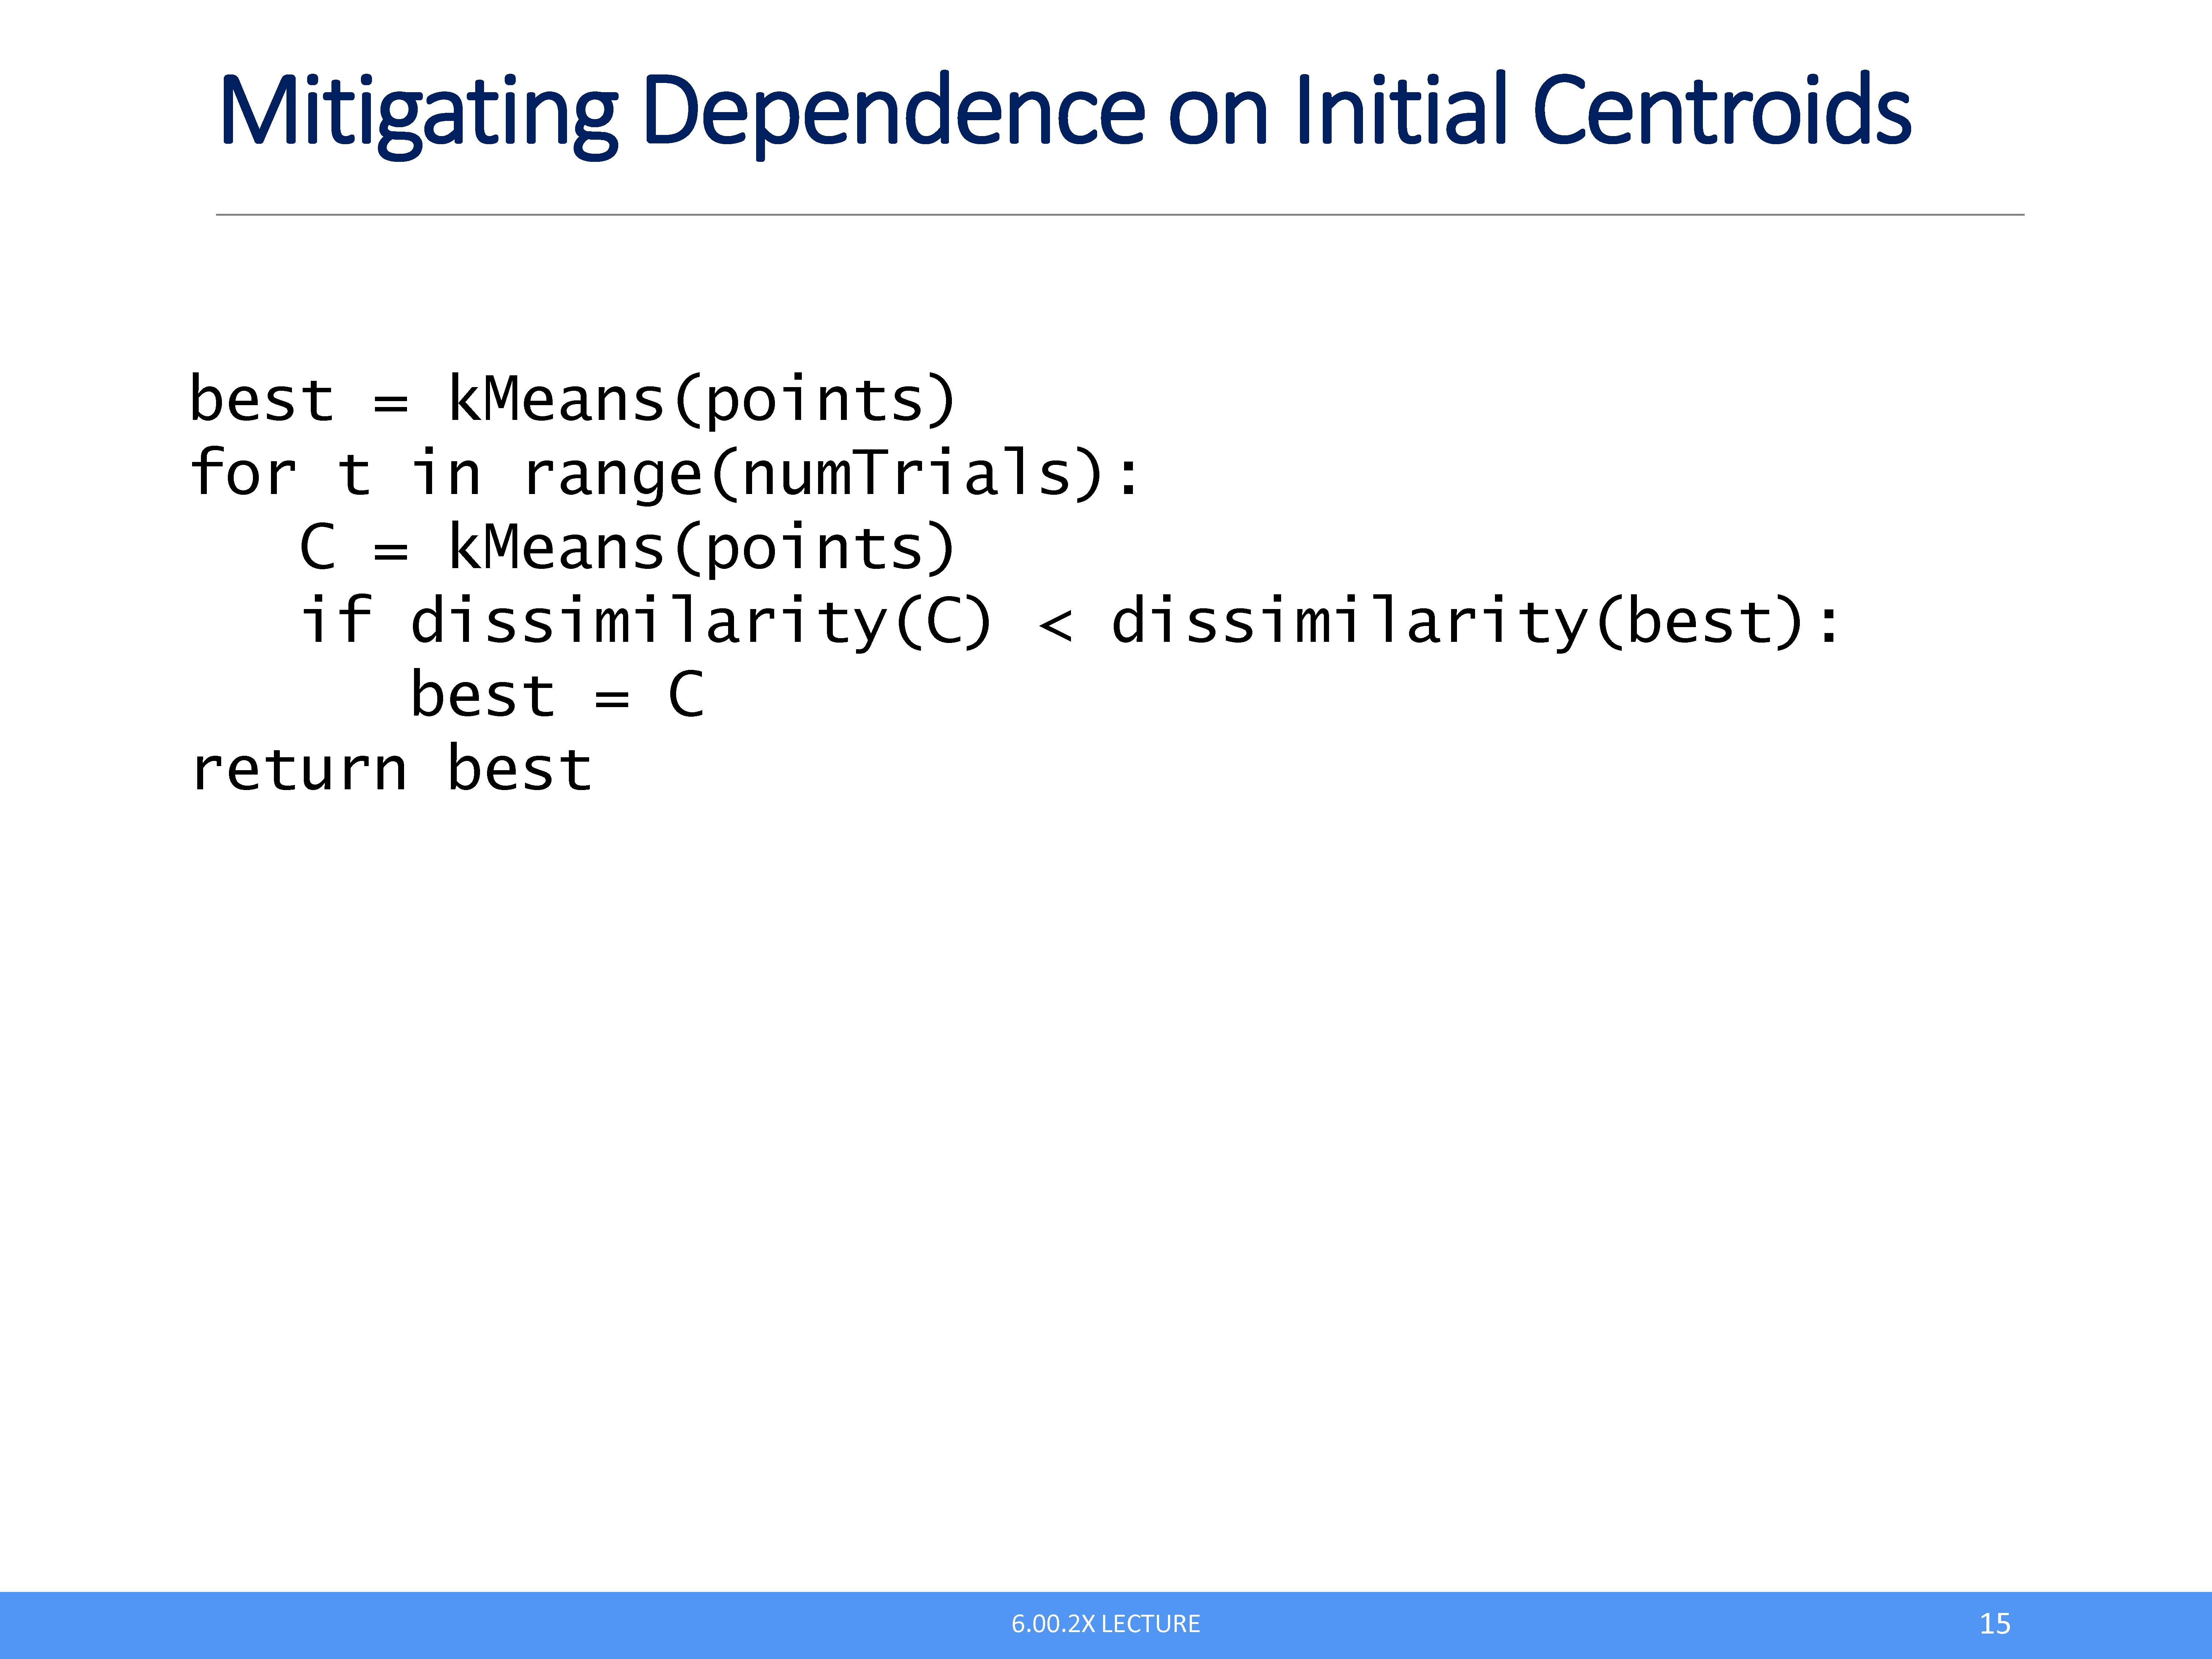 Mitigating Dependence on Initial Centroids
best = kMeans(points)
for t in range(numTrials):
   C = kMeans(points)
   if dissimilarity(C) < dissimilarity(best):
      best = C
return best
6.00.2X LECTURE
15